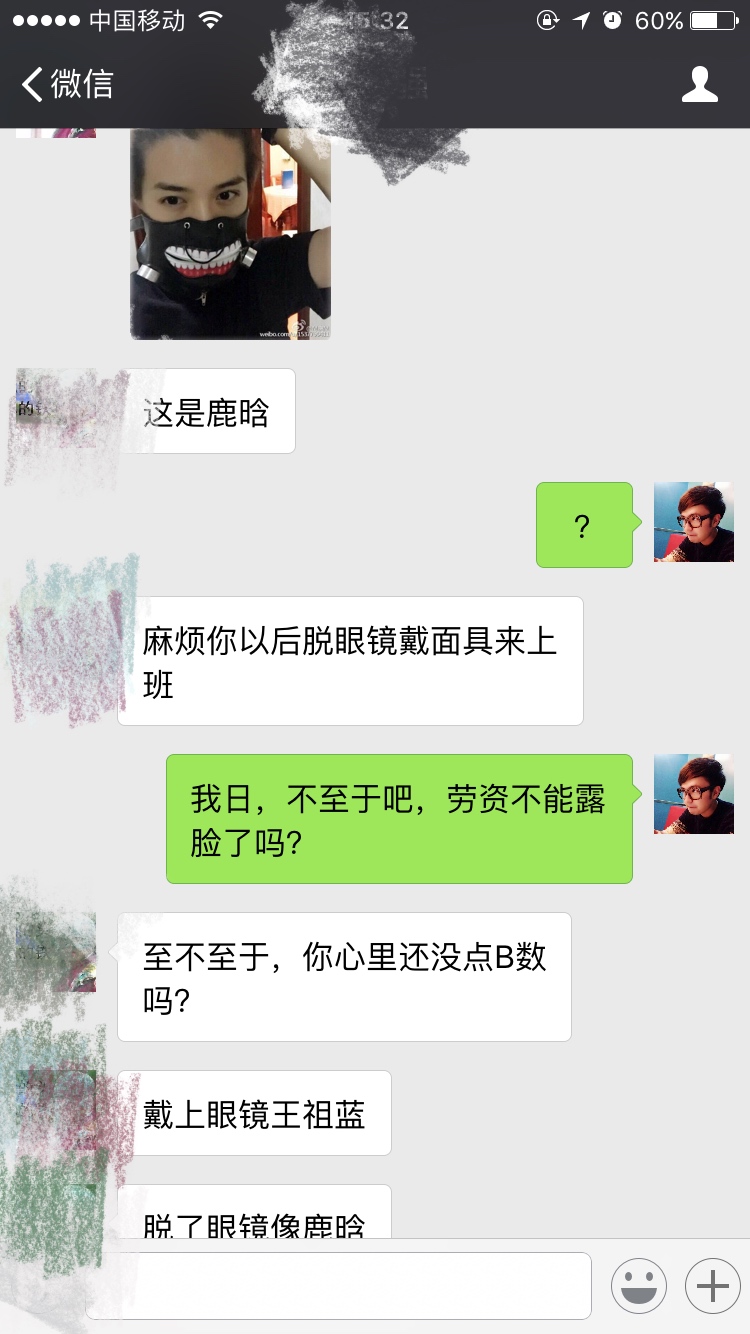 中国移动
15:32
60%
微信
weibo.com
的
这是鹿晗
?
麻烦你以后脱眼镜戴面具来上
班
我日，不至于吧，劳资不能露
脸了吗?
至不至于，你心里还没点B数
吗?
戴上眼镜王祖蓝
脱了眼镜像鹿晗